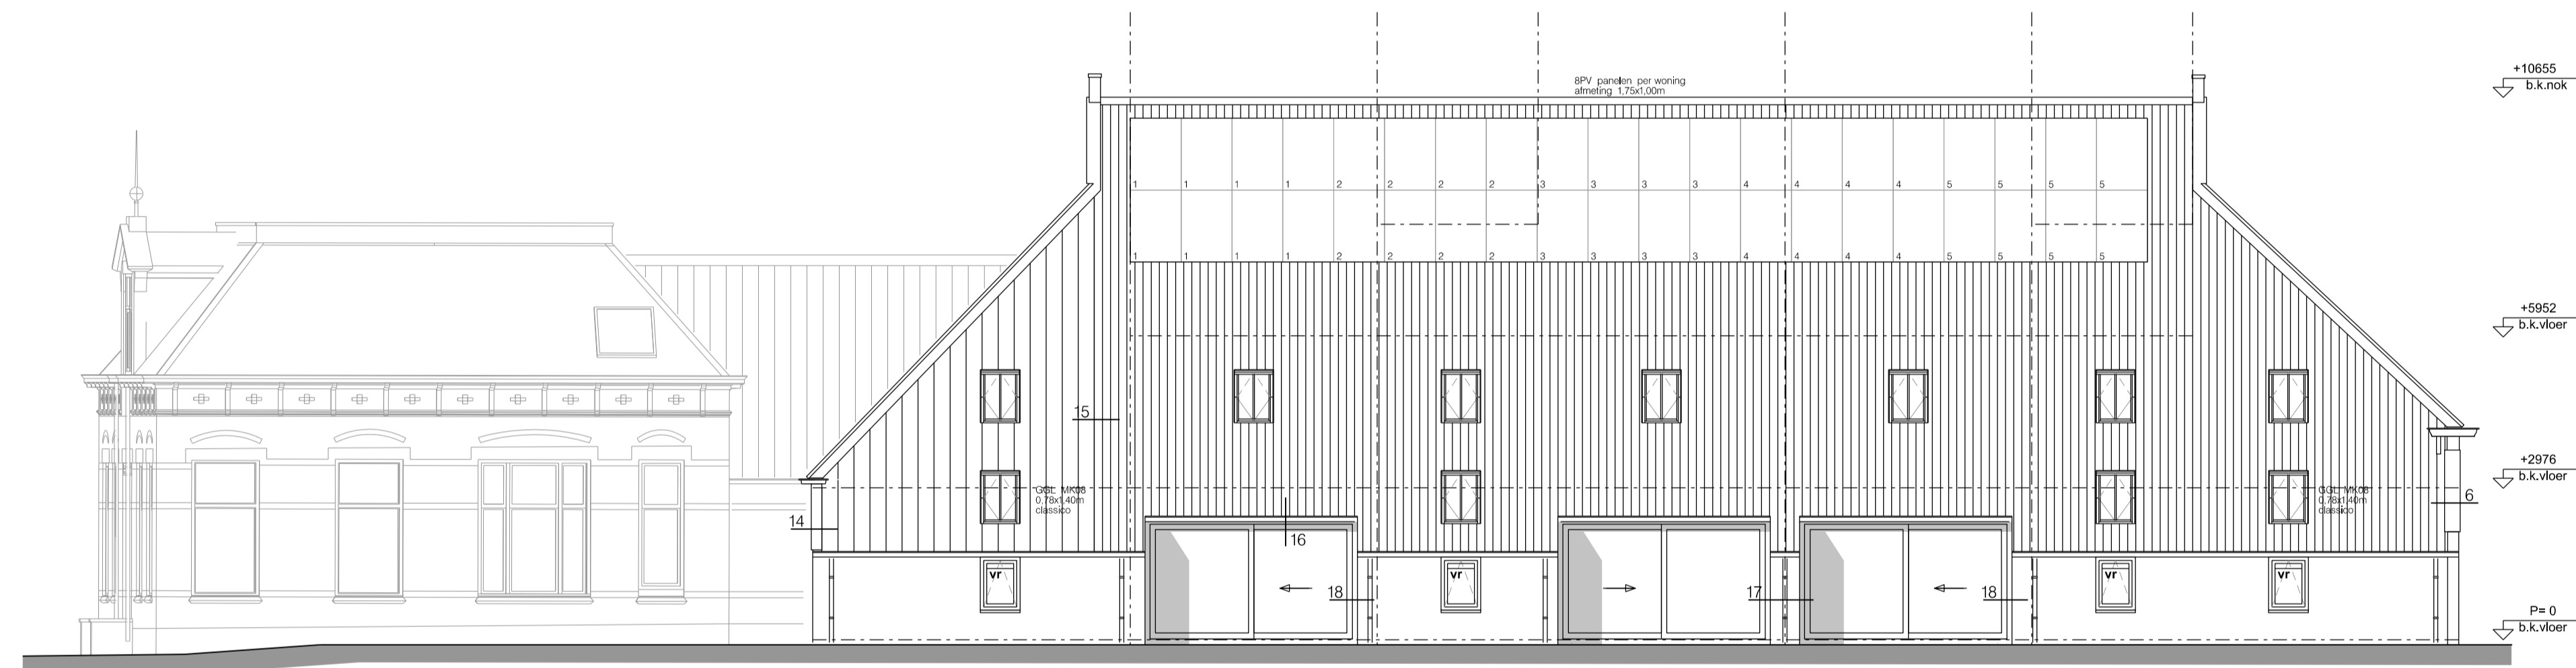 8PV panelen per woning
afmeting 1,75x1,00m
+10655
b.k.nok
1 1 1 1 2 2 2 2 3 3 3 3 4 4 4 4 5 5 5 5
1 1 1 1 2 2 2 2 3 3 3 3 4 4 4 4 5 5 5 5
+5952
b.k.vloer
15
+2976
b.k.vloer
GGL MK08
0,78x1,40m
classico
GGL MK08
0,78x1,40m
classico
6
14
16
vr
vr
vr
vr
18
17
18
P= 0
b.k.vloer